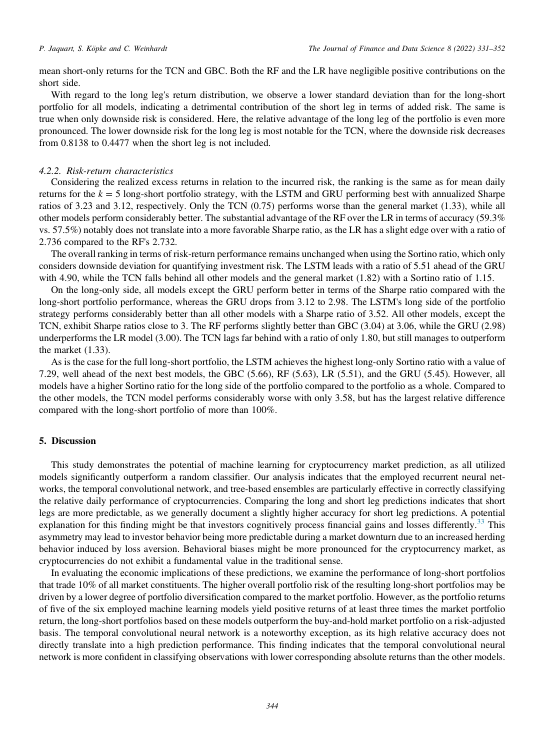 P. Jaquart, S. Köpke and C. Weinhardt
The Journal of Finance and Data Science 8 (2022) 331–352
mean short-only returns for the TCN and GBC. Both the RF and the LR have negligible positive contributions on the
short side.
With regard to the long leg's return distribution, we observe a lower standard deviation than for the long-short
portfolio for all models, indicating a detrimental contribution of the short leg in terms of added risk. The same is
true when only downside risk is considered. Here, the relative advantage of the long leg of the portfolio is even more
pronounced. The lower downside risk for the long leg is most notable for the TCN, where the downside risk decreases
from 0.8138 to 0.4477 when the short leg is not included.
4.2.2. Risk-return characteristics
Considering the realized excess returns in relation to the incurred risk, the ranking is the same as for mean daily
returns for the k = 5 long-short portfolio strategy, with the LSTM and GRU performing best with annualized Sharpe
ratios of 3.23 and 3.12, respectively. Only the TCN (0.75) performs worse than the general market (1.33), while all
other models perform considerably better. The substantial advantage of the RF over the LR in terms of accuracy (59.3%
vs. 57.5%) notably does not translate into a more favorable Sharpe ratio, as the LR has a slight edge over with a ratio of
2.736 compared to the RF's 2.732.
The overall ranking in terms of risk-return performance remains unchanged when using the Sortino ratio, which only
considers downside deviation for quantifying investment risk. The LSTM leads with a ratio of 5.51 ahead of the GRU
with 4.90, while the TCN falls behind all other models and the general market (1.82) with a Sortino ratio of 1.15.
On the long-only side, all models except the GRU perform better in terms of the Sharpe ratio compared with the
long-short portfolio performance, whereas the GRU drops from 3.12 to 2.98. The LSTM's long side of the portfolio
strategy performs considerably better than all other models with a Sharpe ratio of 3.52. All other models, except the
TCN, exhibit Sharpe ratios close to 3. The RF performs slightly better than GBC (3.04) at 3.06, while the GRU (2.98)
underperforms the LR model (3.00). The TCN lags far behind with a ratio of only 1.80, but still manages to outperform
the market (1.33).
As is the case for the full long-short portfolio, the LSTM achieves the highest long-only Sortino ratio with a value of
7.29, well ahead of the next best models, the GBC (5.66), RF (5.63), LR (5.51), and the GRU (5.45). However, all
models have a higher Sortino ratio for the long side of the portfolio compared to the portfolio as a whole. Compared to
the other models, the TCN model performs considerably worse with only 3.58, but has the largest relative difference
compared with the long-short portfolio of more than 100%.
5. Discussion
This study demonstrates the potential of machine learning for cryptocurrency market prediction, as all utilized
models significantly outperform a random classifier. Our analysis indicates that the employed recurrent neural net-
works, the temporal convolutional network, and tree-based ensembles are particularly effective in correctly classifying
the relative daily performance of cryptocurrencies. Comparing the long and short leg predictions indicates that short
legs are more predictable, as we generally document a slightly higher accuracy for short leg predictions. A potential
explanation for this finding might be that investors cognitively process financial gains and losses differently.33 This
asymmetry may lead to investor behavior being more predictable during a market downturn due to an increased herding
behavior induced by loss aversion. Behavioral biases might be more pronounced for the cryptocurrency market, as
cryptocurrencies do not exhibit a fundamental value in the traditional sense.
In evaluating the economic implications of these predictions, we examine the performance of long-short portfolios
that trade 10% of all market constituents. The higher overall portfolio risk of the resulting long-short portfolios may be
driven by a lower degree of portfolio diversification compared to the market portfolio. However, as the portfolio returns
of five of the six employed machine learning models yield positive returns of at least three times the market portfolio
return, the long-short portfolios based on these models outperform the buy-and-hold market portfolio on a risk-adjusted
basis. The temporal convolutional neural network is a noteworthy exception, as its high relative accuracy does not
directly translate into a high prediction performance. This finding indicates that the temporal convolutional neural
network is more confident in classifying observations with lower corresponding absolute returns than the other models.
344